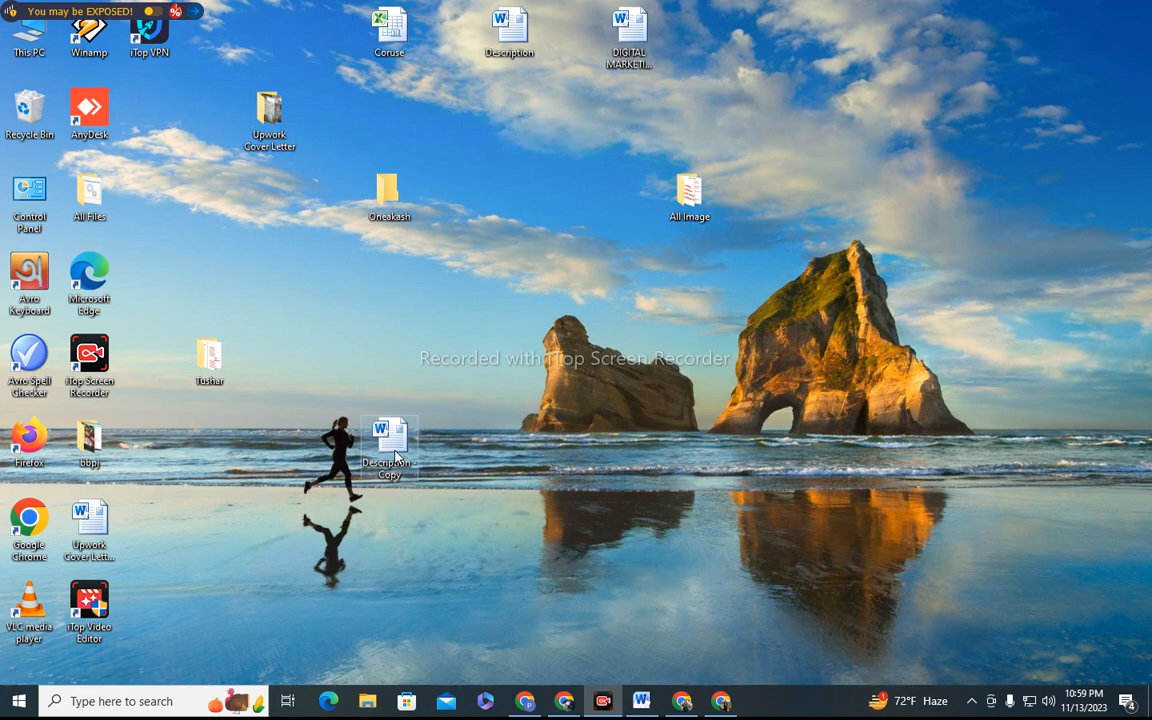 You may be EXPOSED!
This PC
Winamp
iTop VPN
Coruse
Description
DIGITAL
MARKETI...
Recycle Bin
AnyDesk
Upwork
Cover Letter
Control
Panel
All Files
Oneakash
All Image
Avro
Keyboard
Microsoft
Edge
Recorded with iTop Screen Recorder
Avro Spell
Checker
iTop Screen
Recorder
Tushar
Firefox
bbpj
Description -
Copy
Google
Chrome
Upwork
Cover Lett...
VLC media
player
iTop Video
Editor
Type here to search
72°F Haze
10:59 PM
11/13/2023
4